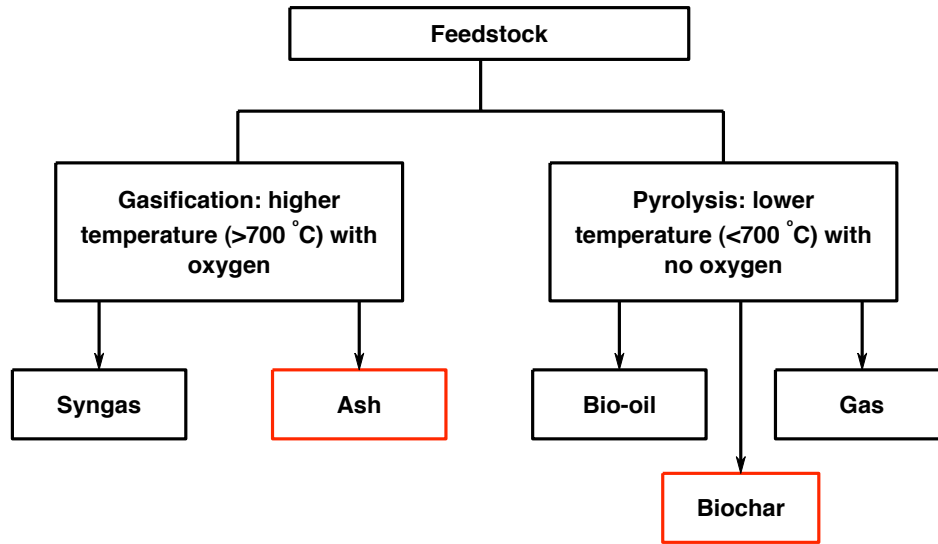 Feedstock
Gasification: higher
temperature (>700 °C) with
oxygen
Pyrolysis: lower
temperature (<700 °C) with
no oxygen
Syngas
Ash
Bio-oil
Gas
Biochar